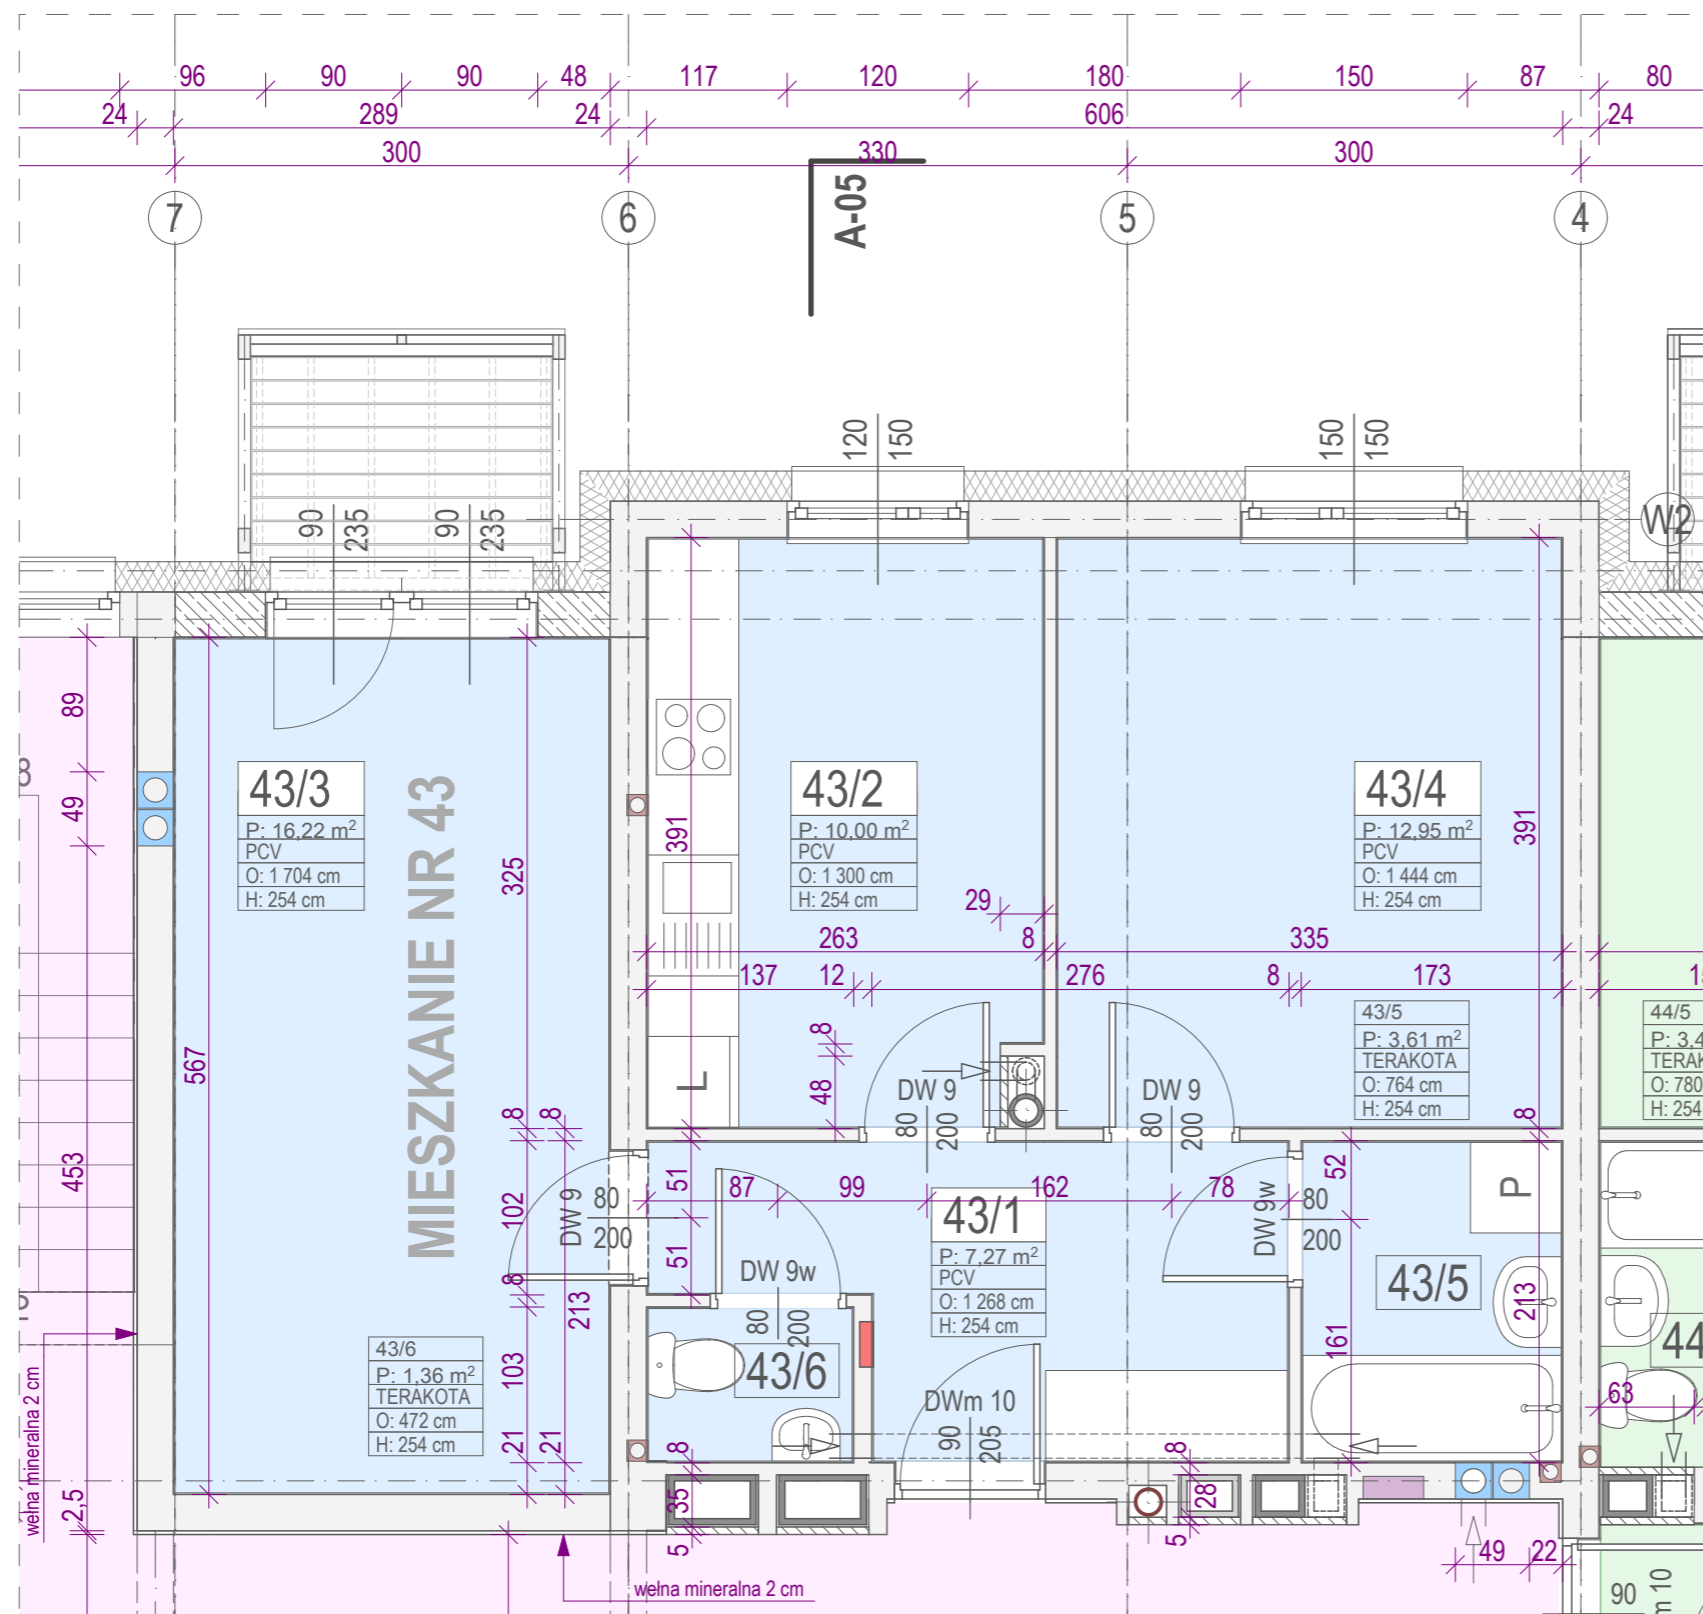 96 90 90 48 117 120 180 150 87 80
24 289 24 606 24
300 330 300
A-05
7 6 5 4
120 150
150 150
90 235 90 235
W2
89
49
453
2,5
43/3
P: 16,22 m²
PCV
O: 1 704 cm
H: 254 cm
MIESZKANIE NR 43
567
325
8 8
102
8
213
103
21 21
43/2
P: 10,00 m²
PCV
O: 1 300 cm
H: 254 cm
391
29
43/4
P: 12,95 m²
PCV
O: 1 444 cm
H: 254 cm
391
263 8 335
137 12 276 8 173
8
48
L
DW 9
80 200
DW 9
80 200
43/5
P: 3,61 m²
TERAKOTA
O: 764 cm
H: 254 cm
8
44/5
P: 3,4
O: 780
H: 254
51
51
87 99 162 78
DW 9
80
200
DW 9w
80
200
DW 9w
80
200
52
P
43/1
P: 7,27 m²
PCV
O: 1 268 cm
H: 254 cm
43/5
213
161
43/6
P: 1,36 m²
TERAKOTA
O: 472 cm
H: 254 cm
43/6
DWm 10
90
205
44
63
8
35
5
8
28
5
49 22
90
m 10
wełna mineralna 2 cm
wełna mineralna 2 cm